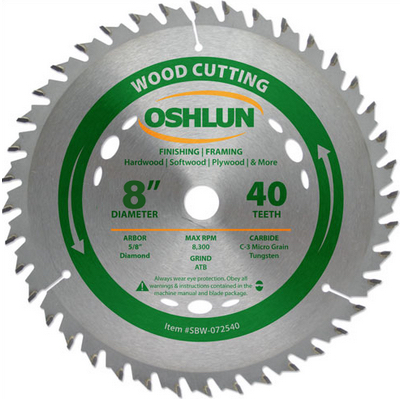 WOOD CUTTING
OSHLUN
FINISHING | FRAMING
Hardwood | Softwood | Plywood | & More
8"
DIAMETER
40
TEETH
ARBOR
5/8"
Diamond
MAX RPM
8,300
GRIND
ATB
CARBIDE
C-3 Micro Grain
Tungsten
Always wear eye protection. Obey all
warnings & instructions contained in the
machine manual and blade package.
Item #SBW-072540